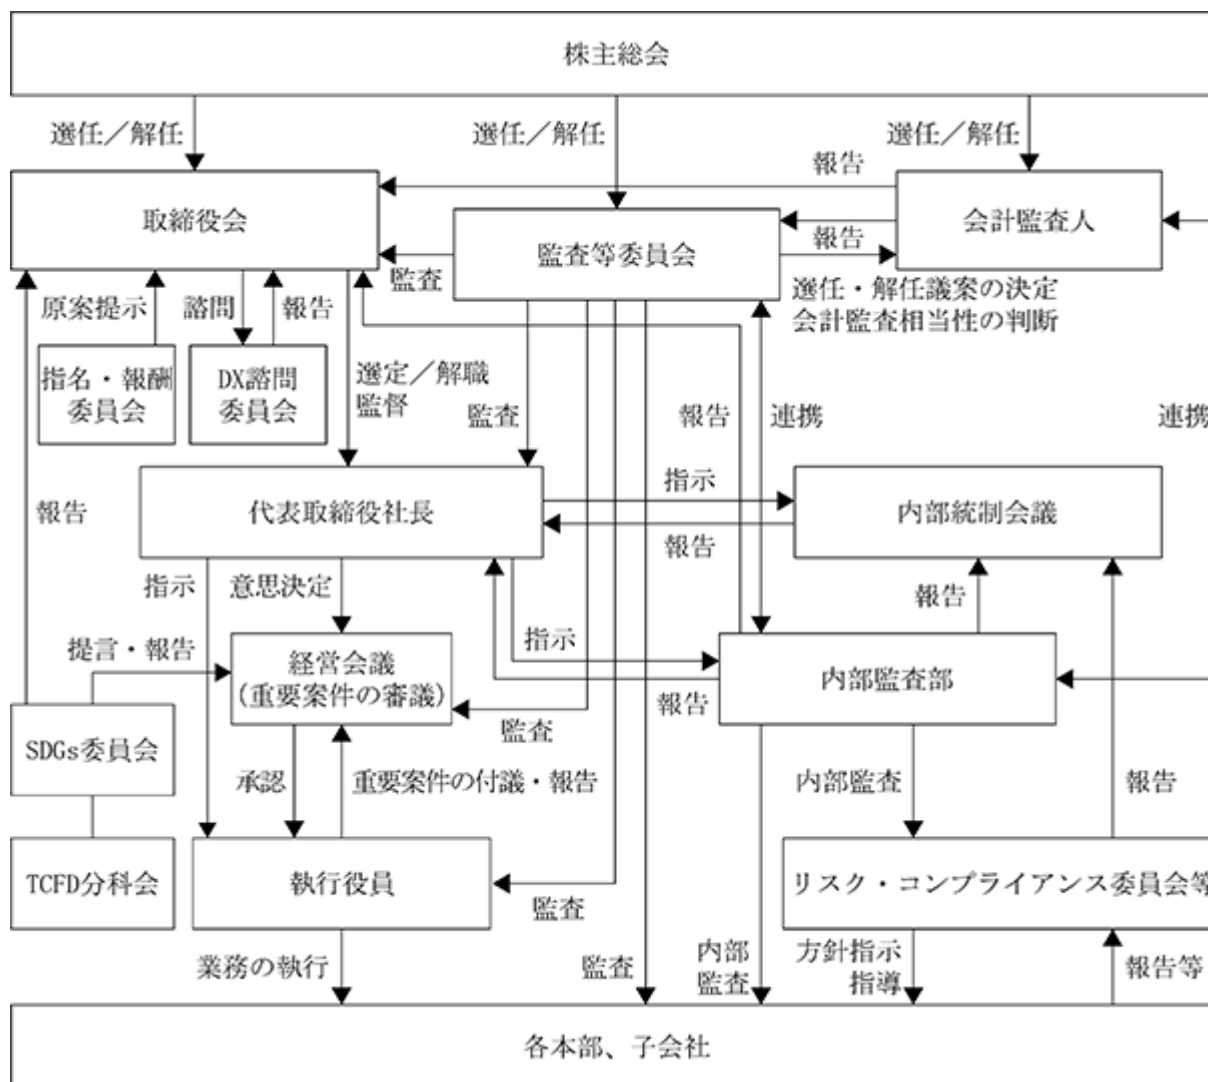 株主総会
選任／解任
選任／解任
選任／解任
報告
取締役会
会計監査人
監査等委員会
監査
報告
選任・解任議案の決定
会計監査相当性の判断
原案提示
諮問
報告
指名・報酬
委員会
DX諮問
委員会
選定／解職
監督
監査
報告
連携
連携
指示
代表取締役社長
内部統制会議
報告
報告
指示
意思決定
報告
提言・報告
指示
経営会議
(重要案件の審議)
内部監査部
報告
監査
SDGs委員会
承認
重要案件の付議・報告
内部監査
報告
TCFD分科会
執行役員
リスク・コンプライアンス委員会等
監査
業務の執行
監査
内部
監査
方針指示
指導
報告等
各本部、子会社